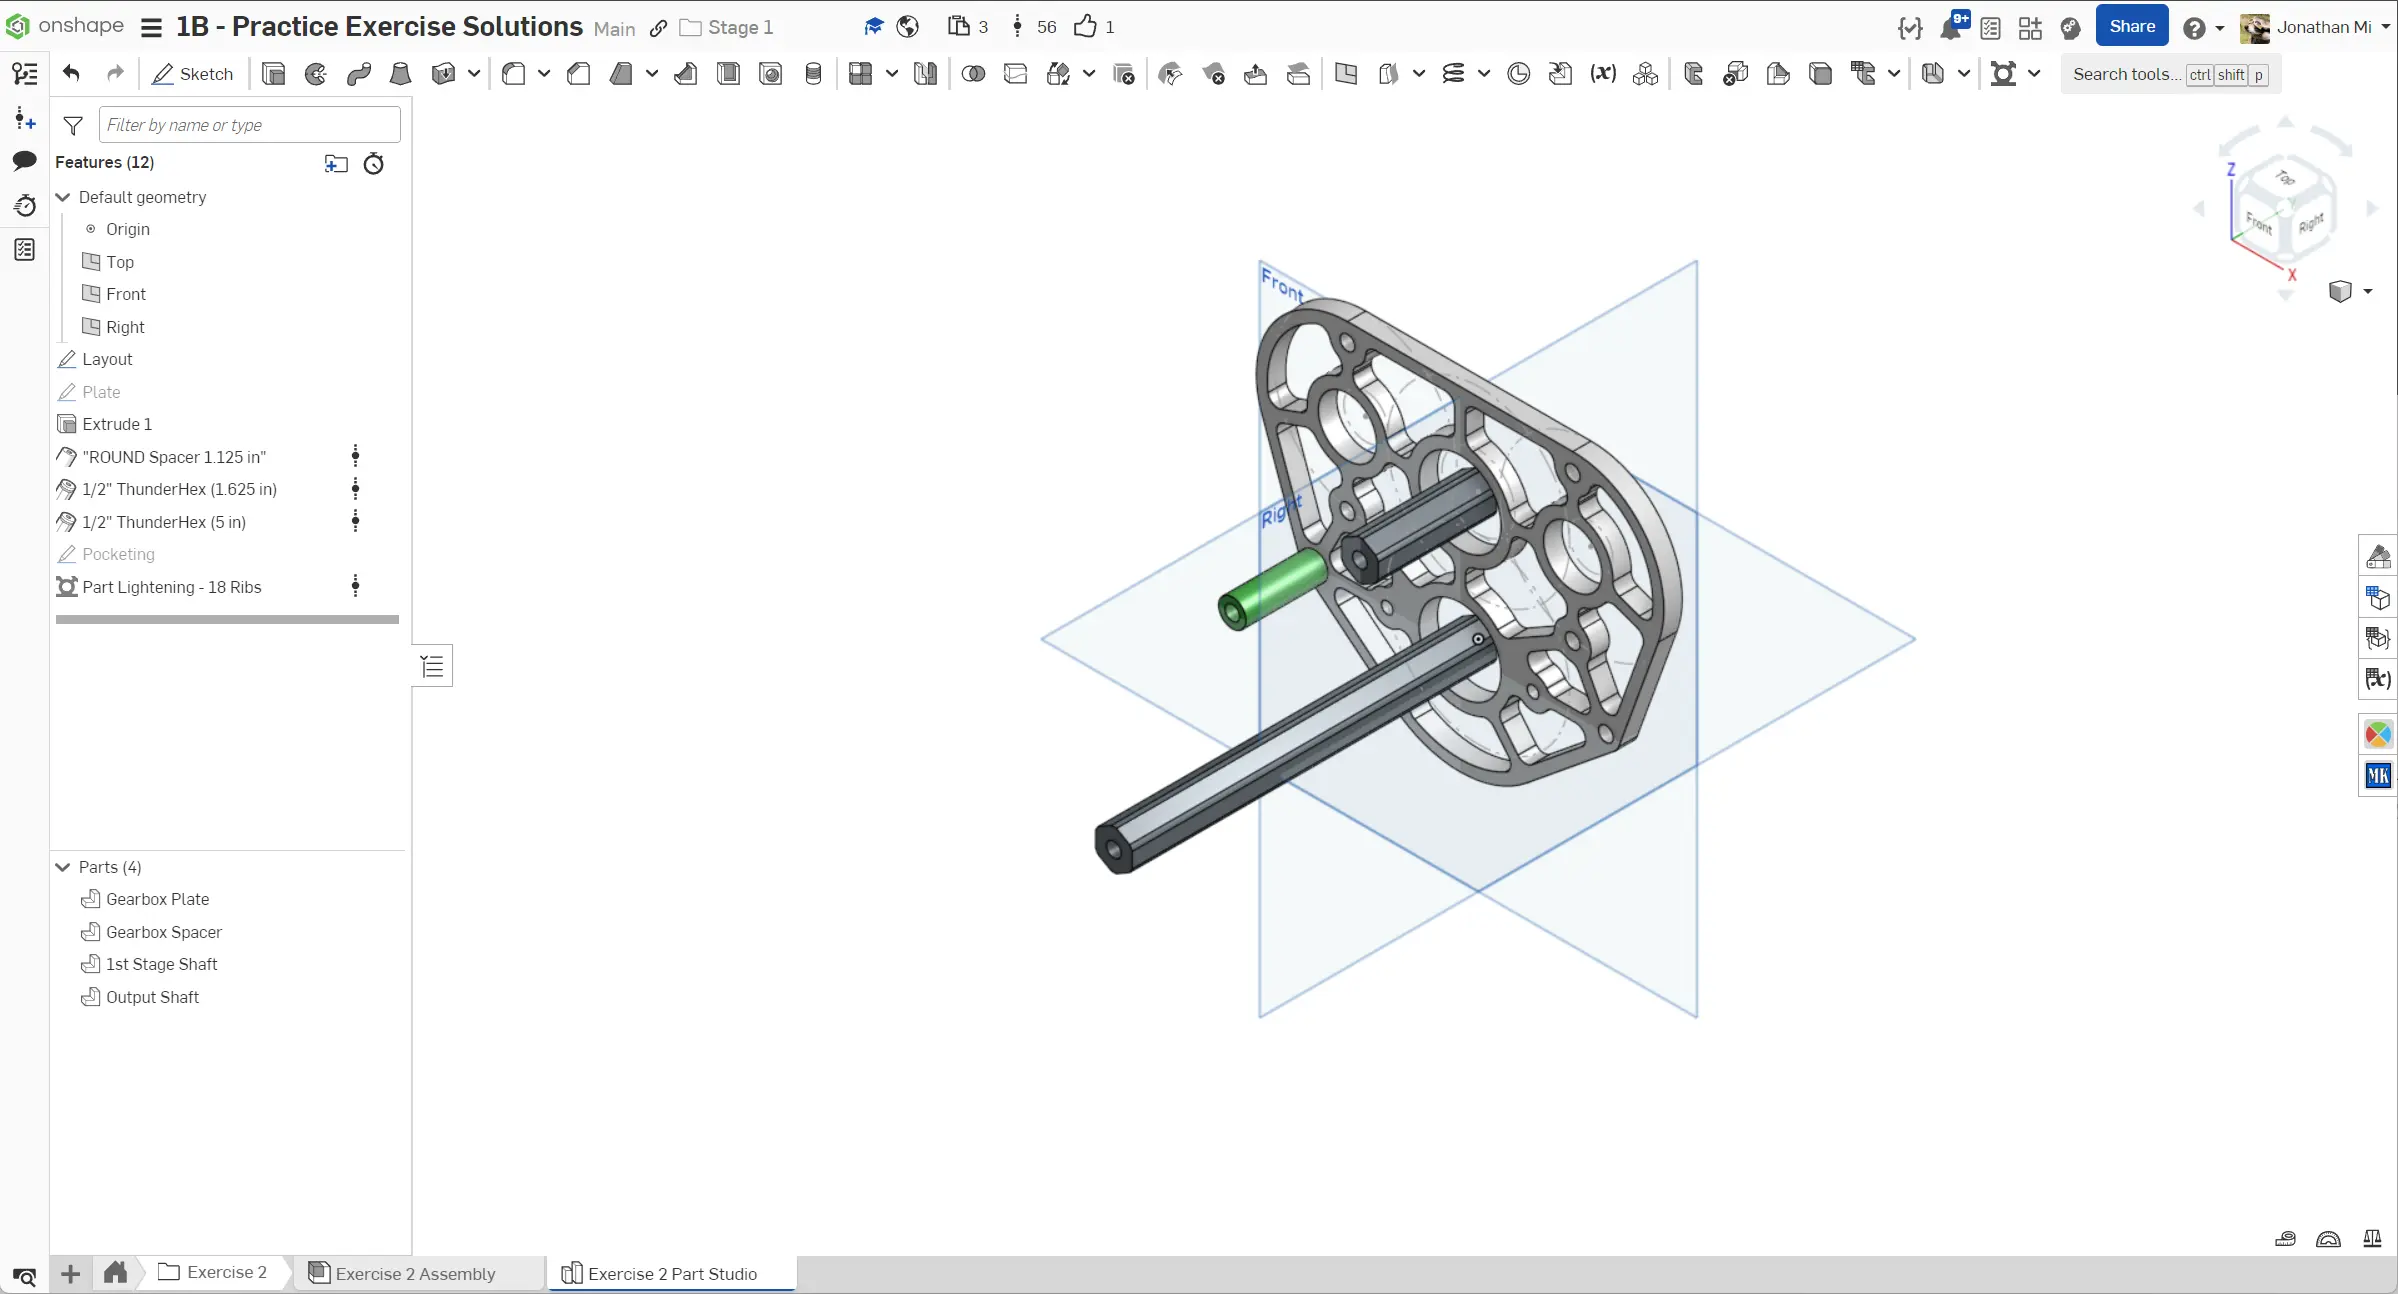 onshape 1B - Practice Exercise Solutions Main Stage 1 3 56 1 9+ Share Jonathan Mi
Sketch (x) Search tools... ctrl shift p
Filter by name or type
Features (12)
Default geometry
Origin
Top
Front
Right
Layout
Plate
Extrude 1
"ROUND Spacer 1.125 in"
1/2" ThunderHex (1.625 in)
1/2" ThunderHex (5 in)
Pocketing
Part Lightening - 18 Ribs
Parts (4)
Gearbox Plate
Gearbox Spacer
1st Stage Shaft
Output Shaft
Front
Right
Z
Top
Front
Right
X
(x)
MK
Exercise 2 Exercise 2 Assembly Exercise 2 Part Studio